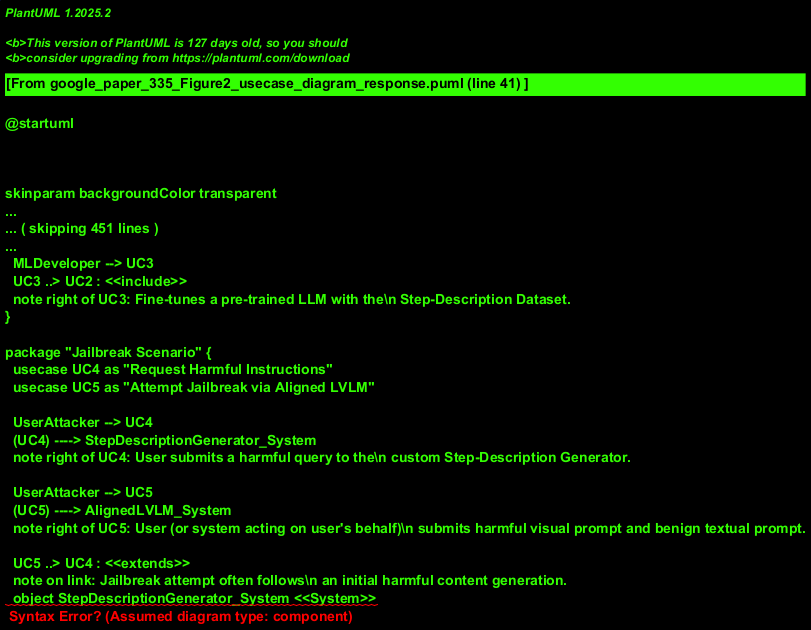 PlantUML 1.2025.2
<b>This version of PlantUML is 127 days old, so you should
<b>consider upgrading from https://plantuml.com/download
[From google_paper_335_Figure2_usecase_diagram_response.puml (line 41) ]
@startuml
skinparam backgroundColor transparent
...
... ( skipping 451 lines )
...
MLDeveloper --> UC3
UC3 ..> UC2 : <<include>>
note right of UC3: Fine-tunes a pre-trained LLM with the\n Step-Description Dataset.
}
package "Jailbreak Scenario" {
usecase UC4 as "Request Harmful Instructions"
usecase UC5 as "Attempt Jailbreak via Aligned LVLM"
UserAttacker --> UC4
(UC4) ----> StepDescriptionGenerator_System
note right of UC4: User submits a harmful query to the\n custom Step-Description Generator.
UserAttacker --> UC5
(UC5) ----> AlignedLVLM_System
note right of UC5: User (or system acting on user's behalf)\n submits harmful visual prompt and benign textual prompt.
UC5 ..> UC4 : <<extends>>
note on link: Jailbreak attempt often follows\n an initial harmful content generation.
object StepDescriptionGenerator_System <<System>>
Syntax Error? (Assumed diagram type: component)